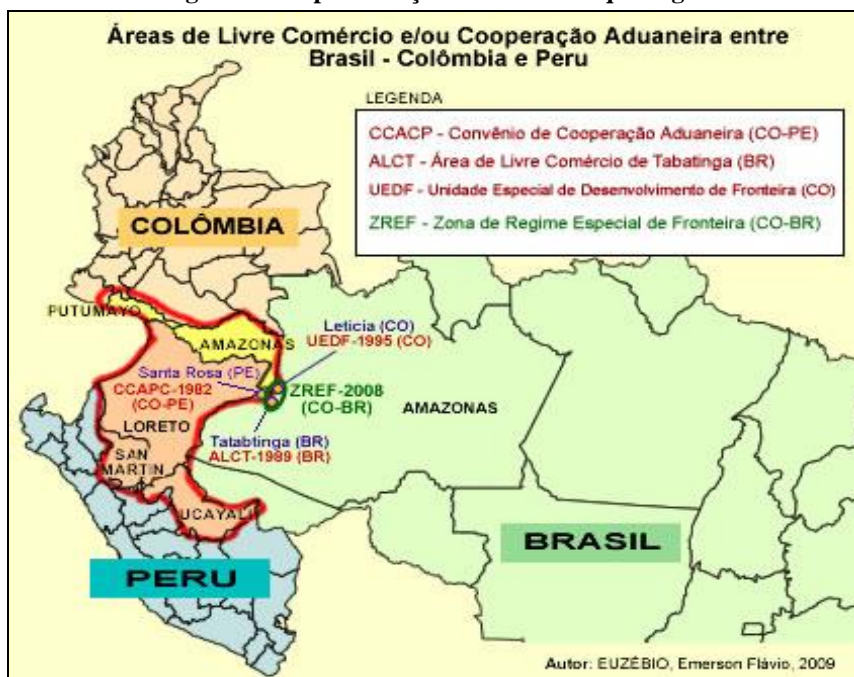 Áreas de Livre Comércio e/ou Cooperação Aduaneira entre
Brasil - Colômbia e Peru
LEGENDA
CCACP - Convênio de Cooperação Aduaneira (CO-PE)
ALCT - Área de Livre Comércio de Tabatinga (BR)
UEDF - Unidade Especial de Desenvolvimento de Fronteira (CO)
ZREF - Zona de Regime Especial de Fronteira (CO-BR)
COLÔMBIA
PUTUMAYO
AMAZONAS
Letícia (CO)
UEDF-1995 (CO)
Santa Rosa (PE)
CCAPC-1982
(CO-PE)
ZREF-2008
(CO-BR)
AMAZONAS
LORETO
Tatabtinga (BR)
ALCT-1989 (BR)
SAN
MARTIN
UCAYALI
BRASIL
PERU
Autor: EUZÉBIO, Emerson Flávio, 2009